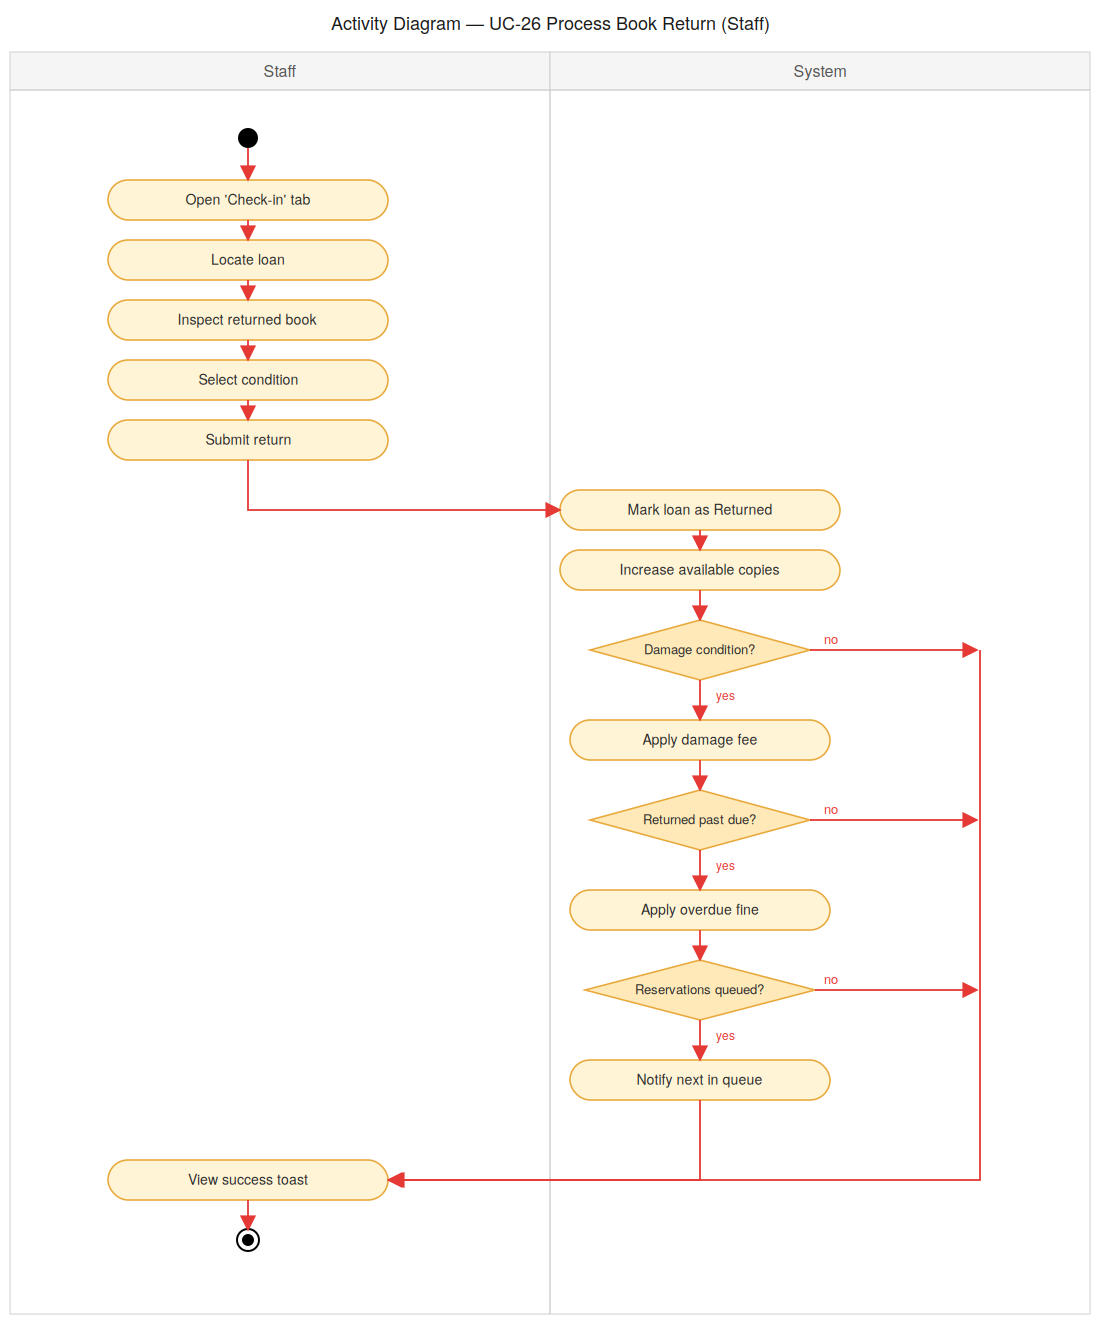 Activity Diagram — UC-26 Process Book Return (Staff)
Staff
System
Open 'Check-in' tab
Locate loan
Inspect returned book
Select condition
Submit return
Mark loan as Returned
Increase available copies
Damage condition?
no
yes
Apply damage fee
Returned past due?
no
yes
Apply overdue fine
Reservations queued?
no
yes
Notify next in queue
View success toast